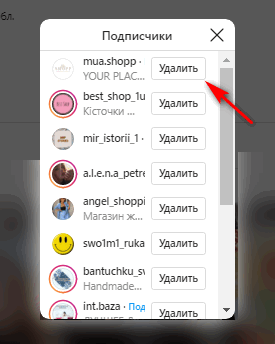 бл.
Подписчики
mua.shopp ·
YOUR PLAC...
Удалить
best_shop_1u
Кісточки ...
Удалить
mir_istorii_1 ·
Удалить
a.l.e.n.a_petre
Удалить
angel_shoppi
Магазин ж...
Удалить
swo1m1_ruka
Удалить
bantuchku_sv
Handmade...
Удалить
int.baza · Под
Удалить